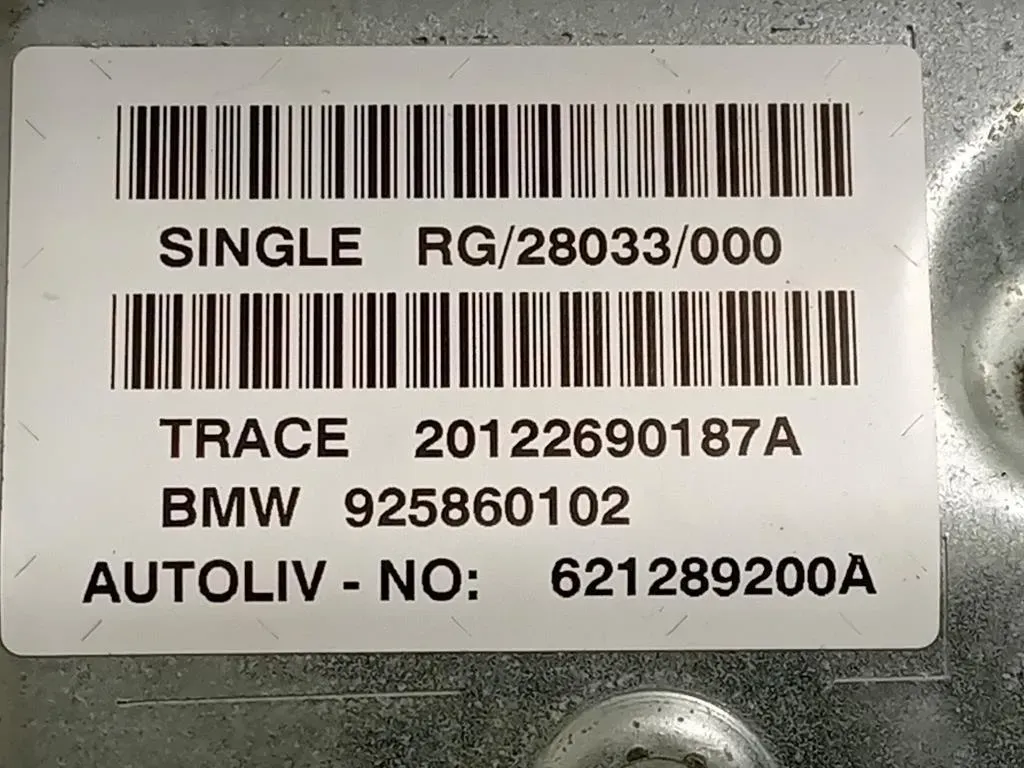 SINGLE RG/28033/000
TRACE 20122690187A
BMW 925860102
AUTOLIV - NO: 621289200A